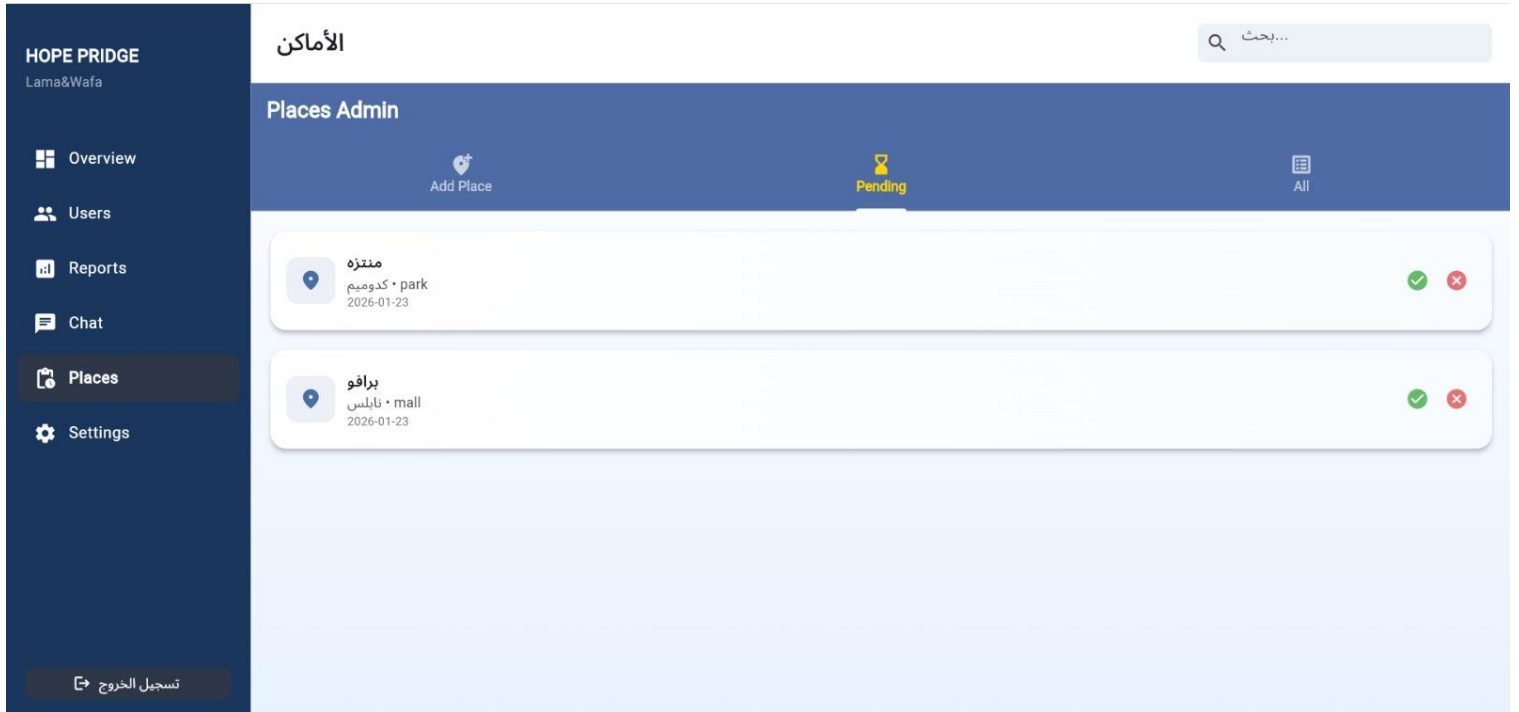 HOPE PRIDGE
Lama&Wafa
Overview
Users
Reports
Chat
Places
Settings
تسجيل الخروج
الأماكن
بحث...
Places Admin
Add Place
Pending
All
منتزه
park • كدوميم
2026-01-23
برافو
mall • نابلس
2026-01-23